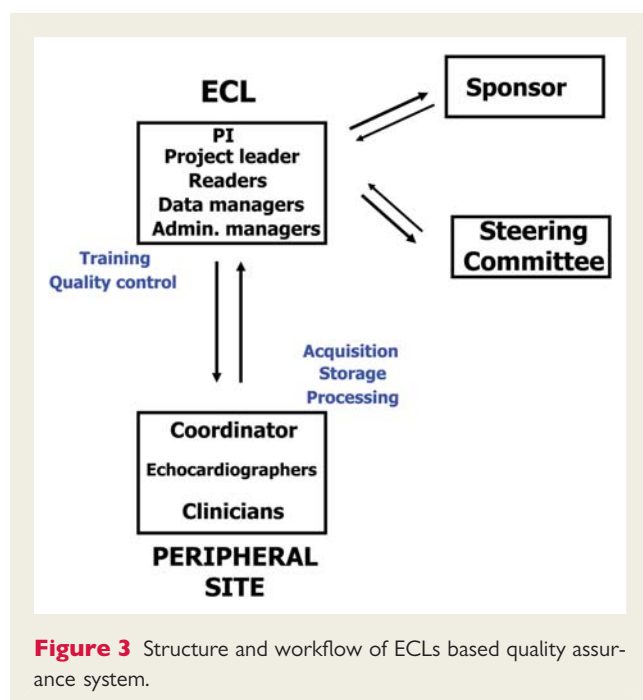 ECL
PI
Project leader
Readers
Data managers
Admin. managers
Sponsor
Steering
Committee
Training
Quality control
Acquisition
Storage
Processing
Coordinator
Echocardiographers
Clinicians
PERIPHERAL
SITE
Figure 3 Structure and workflow of ECLs based quality assur-
ance system.